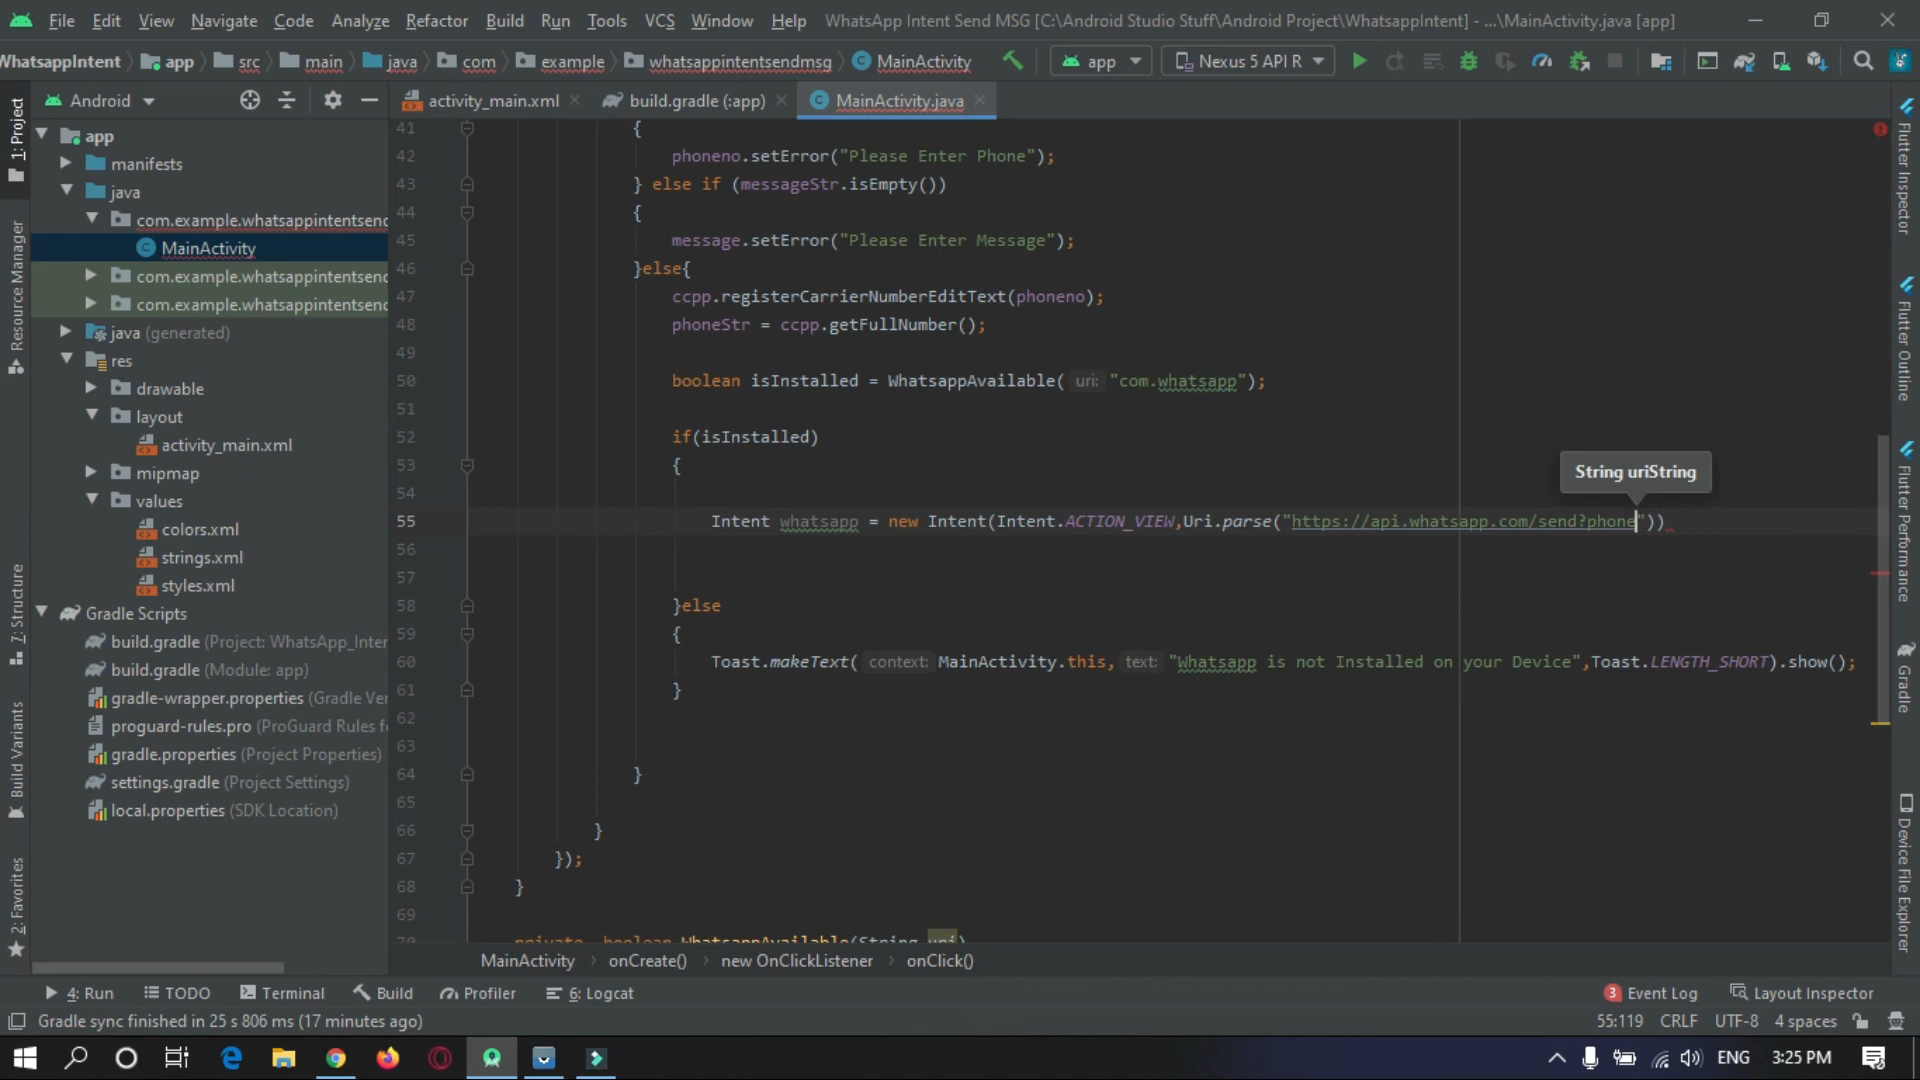 File Edit View Navigate Code Analyze Refactor Build Run Tools VCS Window Help WhatsApp Intent Send MSG [C:\Android Studio Stuff\Android Project\WhatsappIntent] - ...\MainActivity.java [app]
WhatsappIntent app src main java com example whatsappintentsendmsg MainActivity app Nexus 5 API R
Android activity_main.xml build.gradle (:app) MainActivity.java
1: Project
Resource Manager
7: Structure
Build Variants
2: Favorites
app
manifests
java
com.example.whatsappintentsend
MainActivity
com.example.whatsappintentsend
com.example.whatsappintentsend
java (generated)
res
drawable
layout
activity_main.xml
mipmap
values
colors.xml
strings.xml
styles.xml
Gradle Scripts
build.gradle (Project: WhatsApp_Inter
build.gradle (Module: app)
gradle-wrapper.properties (Gradle Ver
proguard-rules.pro (ProGuard Rules f
gradle.properties (Project Properties)
settings.gradle (Project Settings)
local.properties (SDK Location)
41 {
42 phoneno.setError("Please Enter Phone");
43 } else if (messageStr.isEmpty())
44 {
45 message.setError("Please Enter Message");
46 }else{
47 ccpp.registerCarrierNumberEditText(phoneno);
48 phoneStr = ccpp.getFullNumber();
49
50 boolean isInstalled = WhatsappAvailable( uri: "com.whatsapp");
51
52 if(isInstalled)
53 {
String uriString
54
55 Intent whatsapp = new Intent(Intent.ACTION_VIEW,Uri.parse("https://api.whatsapp.com/send?phone"))
56
57
58 }else
59 {
60 Toast.makeText( context: MainActivity.this, text: "Whatsapp is not Installed on your Device",Toast.LENGTH_SHORT).show();
61 }
62
63
64 }
65
66 }
67 });
68 }
69
70 private boolean WhatsappAvailable(String uri)
MainActivity onCreate() new OnClickListener onClick()
Flutter Inspector
Flutter Outline
Flutter Performance
Gradle
Device File Explorer
4: Run TODO Terminal Build Profiler 6: Logcat 3 Event Log Layout Inspector
Gradle sync finished in 25 s 806 ms (17 minutes ago) 55:119 CRLF UTF-8 4 spaces
ENG 3:25 PM